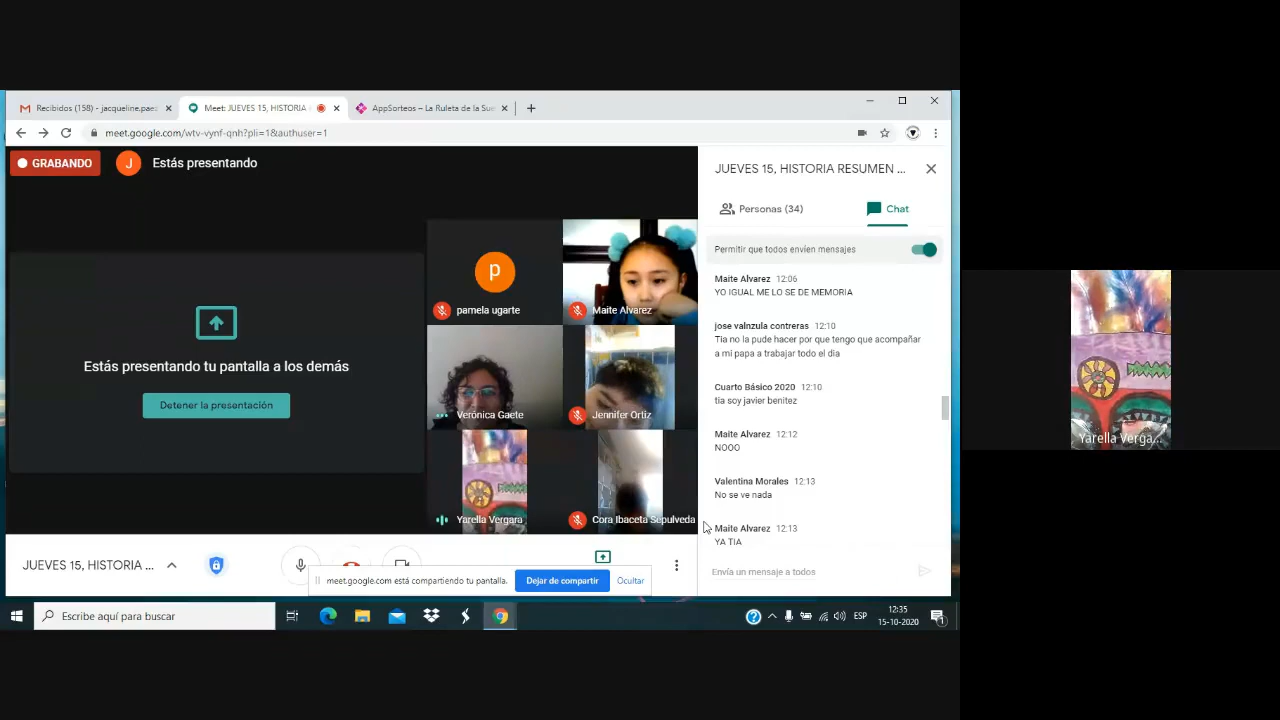 Recibidos (158) - jacqueline.paez
Meet: JUEVES 15, HISTORIA
AppSorteos – La Ruleta de la Sue
meet.google.com/wtv-vynf-qnh?pli=1&authuser=1
GRABANDO
J
Estás presentando
Estás presentando tu pantalla a los demás
Detener la presentación
p
pamela ugarte
Maite Alvarez
Verónica Gaete
Jennifer Ortiz
Yarella Vergara
Cora Ibaceta Sepulveda
JUEVES 15, HISTORIA RESUMEN ...
Personas (34)
Chat
Permitir que todos envíen mensajes
Maite Alvarez 12:06
YO IGUAL ME LO SE DE MEMORIA
jose valnzula contreras 12:10
Tia no la pude hacer por que tengo que acompañar
a mi papa a trabajar todo el dia
Cuarto Básico 2020 12:10
tia soy javier benitez
Maite Alvarez 12:12
NOOO
Valentina Morales 12:13
No se ve nada
Maite Alvarez 12:13
YA TIA
Envía un mensaje a todos
JUEVES 15, HISTORIA ...
meet.google.com está compartiendo tu pantalla.
Dejar de compartir
Ocultar
Escribe aquí para buscar
ESP
12:35
15-10-2020
1
Yarella Verga...